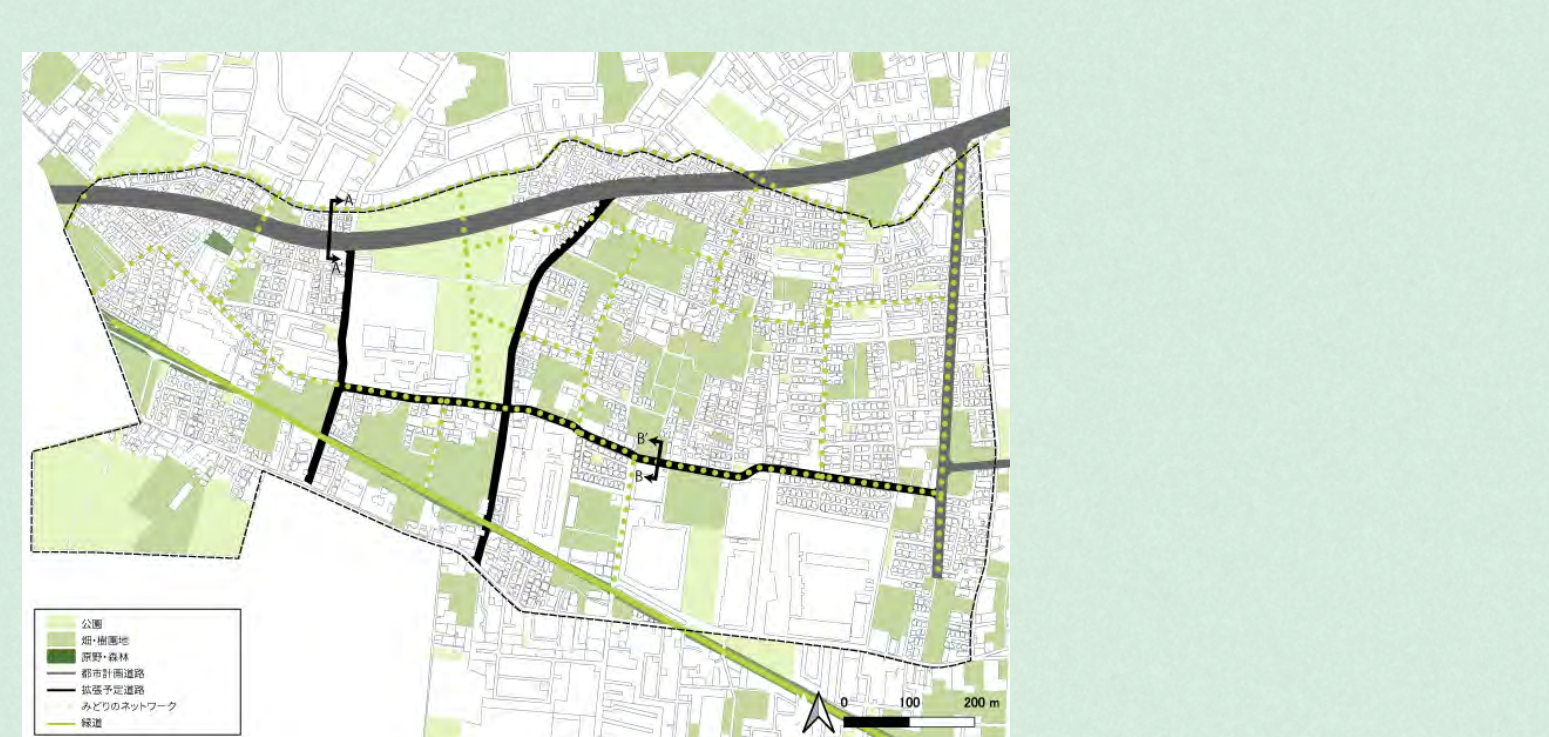 A
A'
B'
B
公園
畑・樹園地
原野・森林
都市計画道路
拡張予定道路
みどりのネットワーク
緑道
0 100 200 m